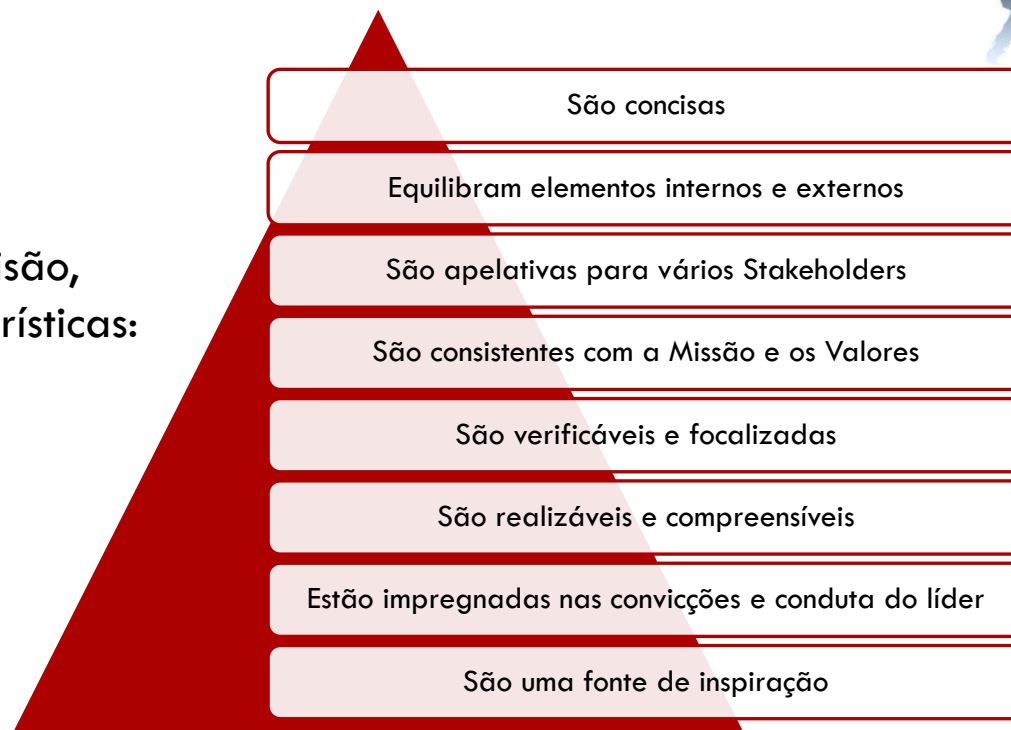 São concisas
Equilibram elementos internos e externos
isão,
rísticas:
São apelativas para vários Stakeholders
São consistentes com a Missão e os Valores
São verificáveis e focalizadas
São realizáveis e compreensíveis
Estão impregnadas nas convicções e conduta do líder
São uma fonte de inspiração